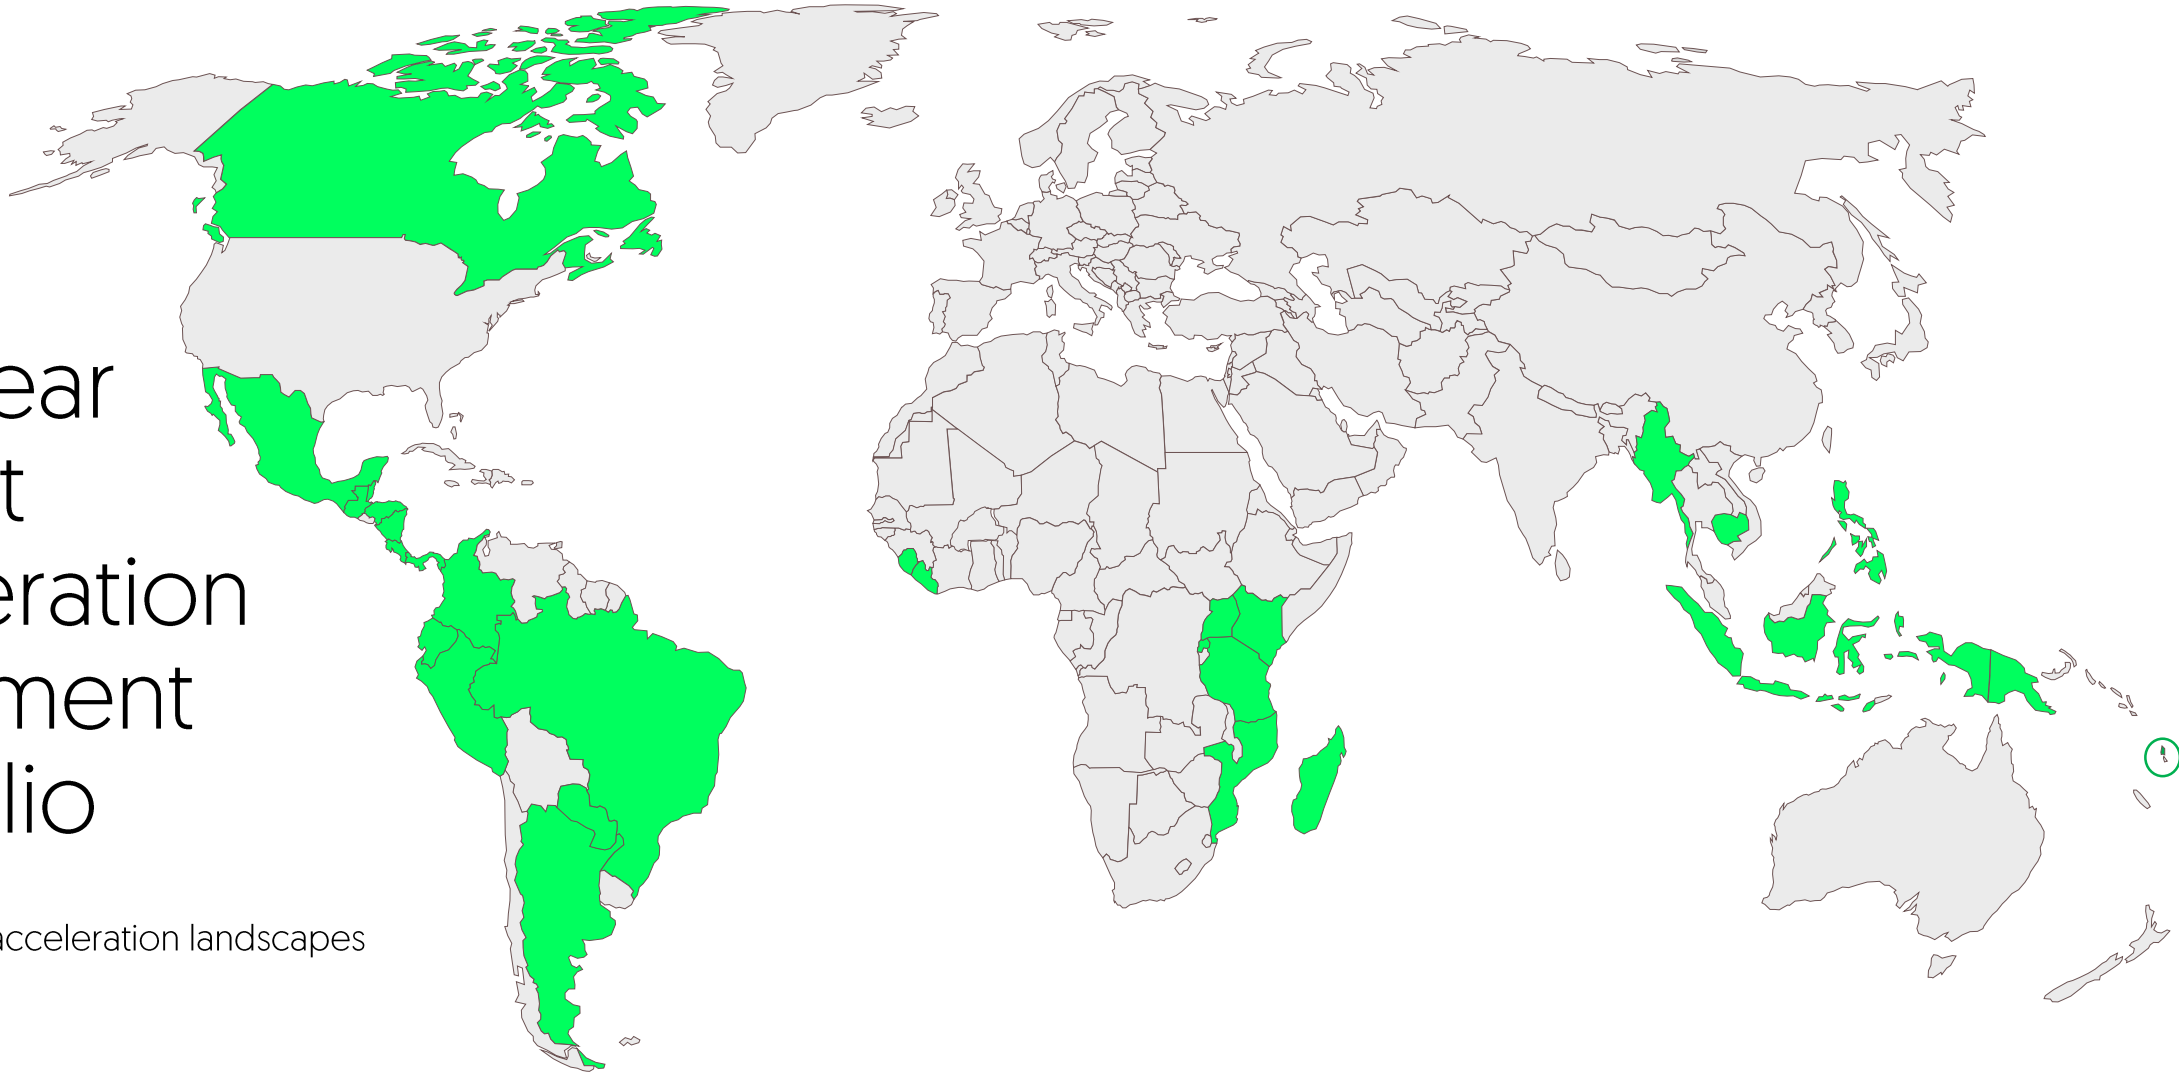 ear
t
eration
ment
lio
acceleration landscapes